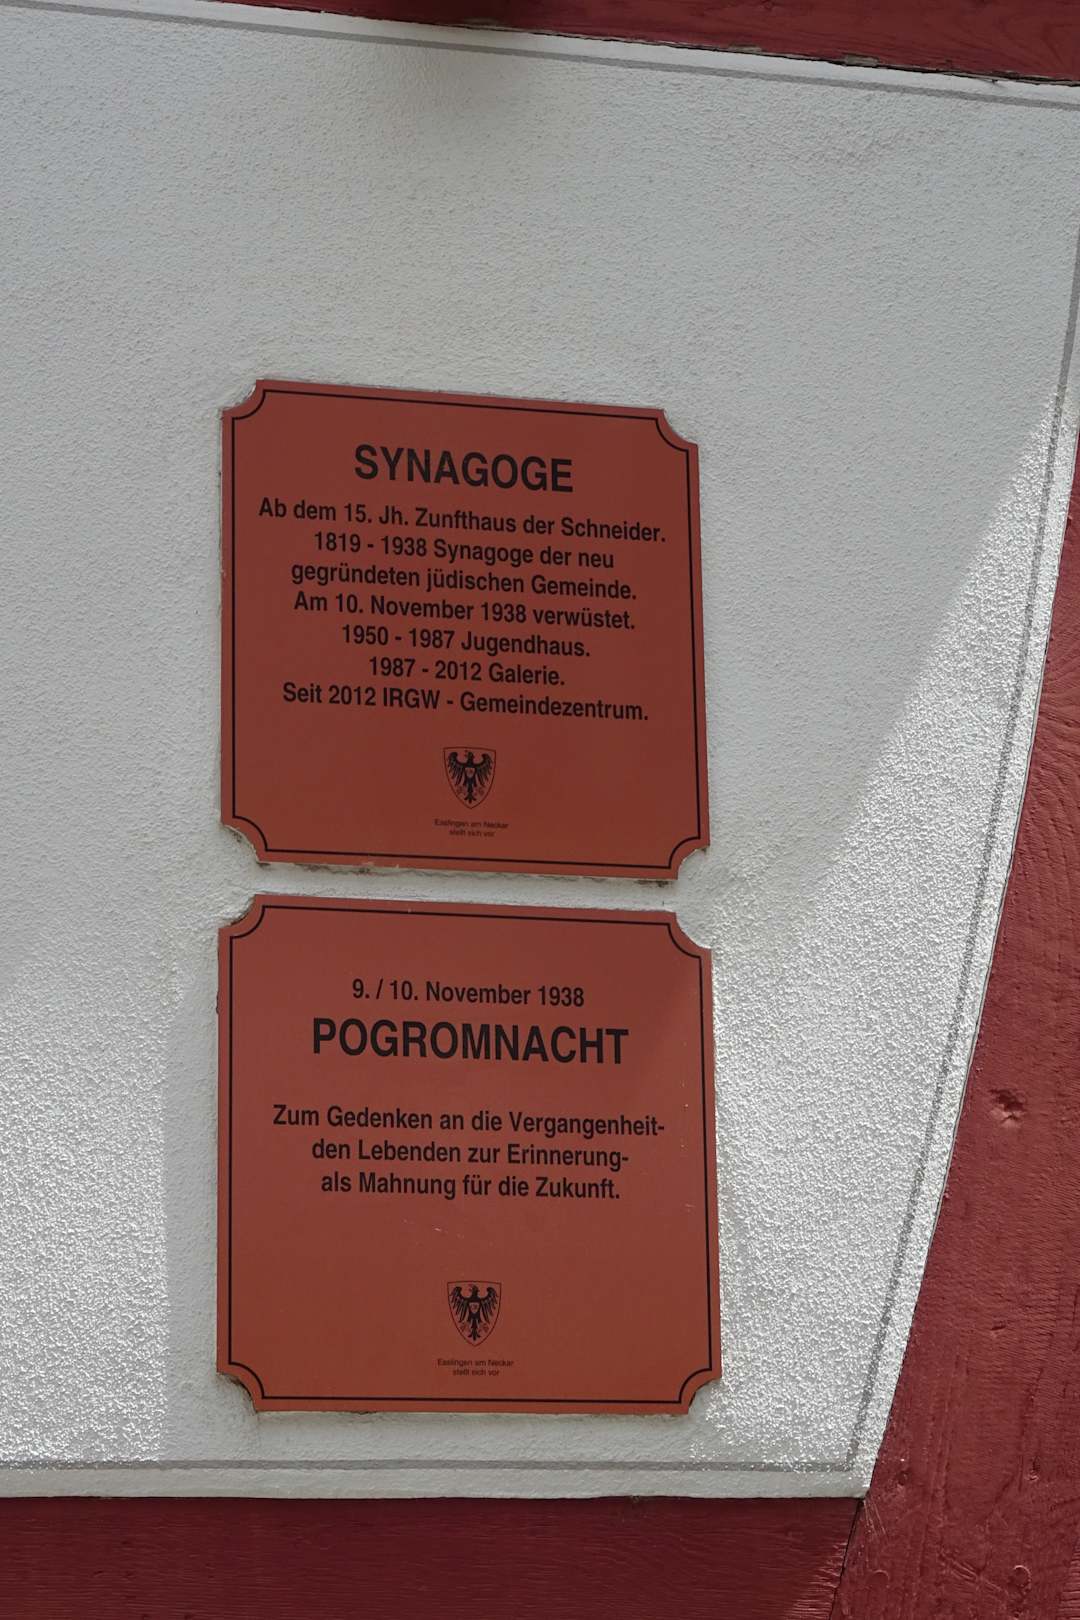 SYNAGOGE
Ab dem 15. Jh. Zunfthaus der Schneider.
1819 - 1938 Synagoge der neu
gegründeten jüdischen Gemeinde.
Am 10. November 1938 verwüstet.
1950 - 1987 Jugendhaus.
1987 - 2012 Galerie.
Seit 2012 IRGW - Gemeindezentrum.
Esslingen am Neckar
stellt sich vor
9. / 10. November 1938
POGROMNACHT
Zum Gedenken an die Vergangenheit-
den Lebenden zur Erinnerung-
als Mahnung für die Zukunft.
Esslingen am Neckar
stellt sich vor